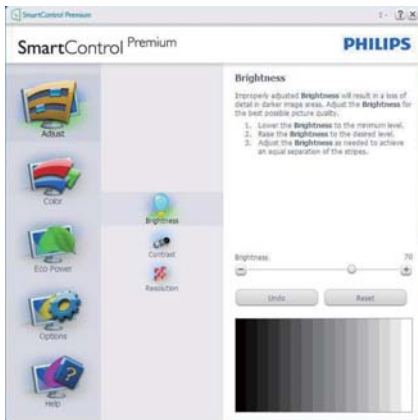 SmartControl Premium
SmartControl Premium
PHILIPS
Adjust
Color
Eco Power
Options
Help
Brightness
Contrast
Resolution
Brightness
Improperly adjusted Brightness will result in a loss of
detail in darker image areas. Adjust the Brightness for
the best possible picture quality.
1. Lower the Brightness to the minimum level.
2. Raise the Brightness to the desired level.
3. Adjust the Brightness as needed to achieve
an equal separation of the stripes.
Brightness
70
Undo
Reset